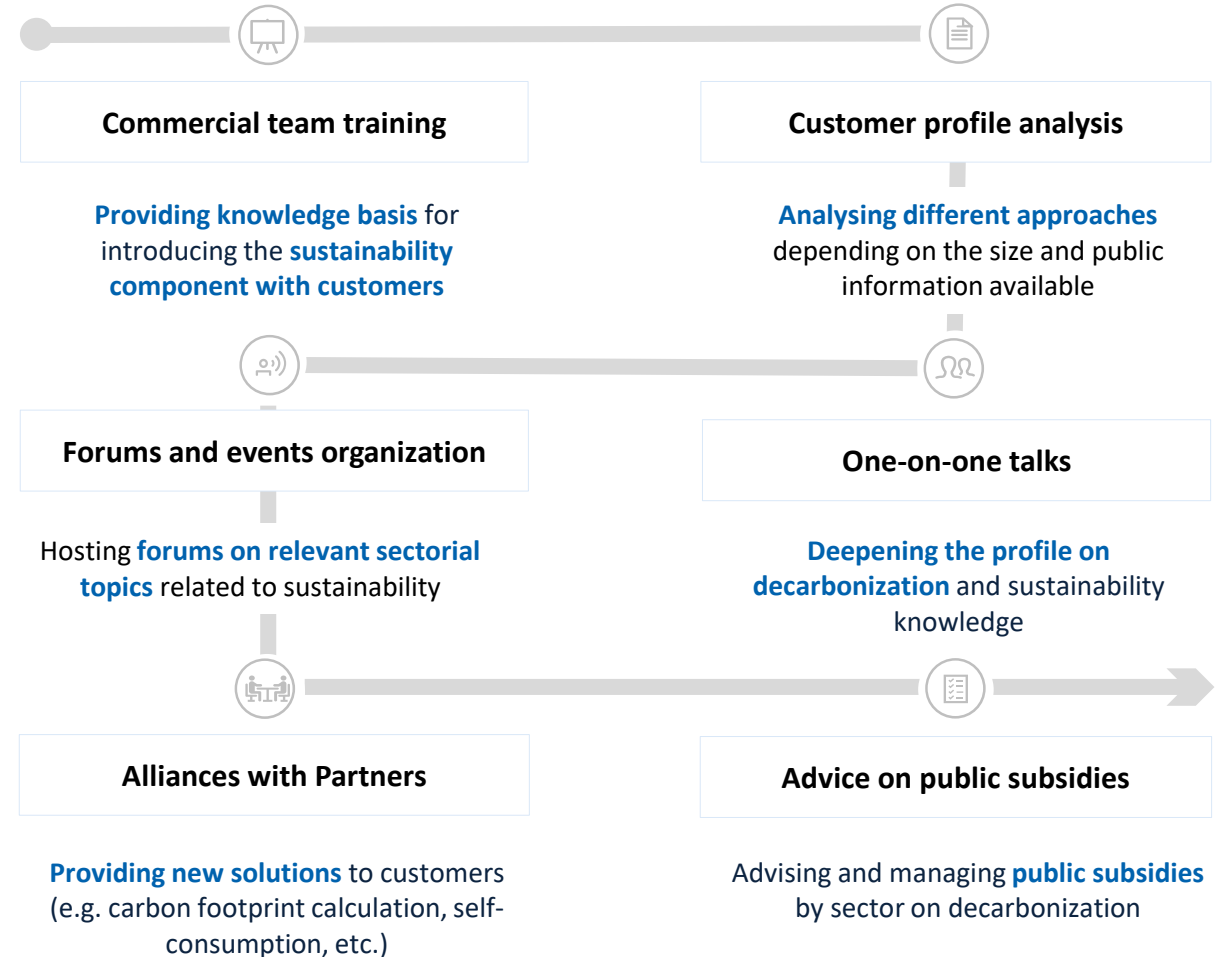 Commercial team training
Customer profile analysis
Providing knowledge basis for
introducing the sustainability
component with customers
Analysing different approaches
depending on the size and public
information available
Forums and events organization
One-on-one talks
Hosting forums on relevant sectorial
topics related to sustainability
Deepening the profile on
decarbonization and sustainability
knowledge
Alliances with Partners
Advice on public subsidies
Providing new solutions to customers
(e.g. carbon footprint calculation, self-
consumption, etc.)
Advising and managing public subsidies
by sector on decarbonization